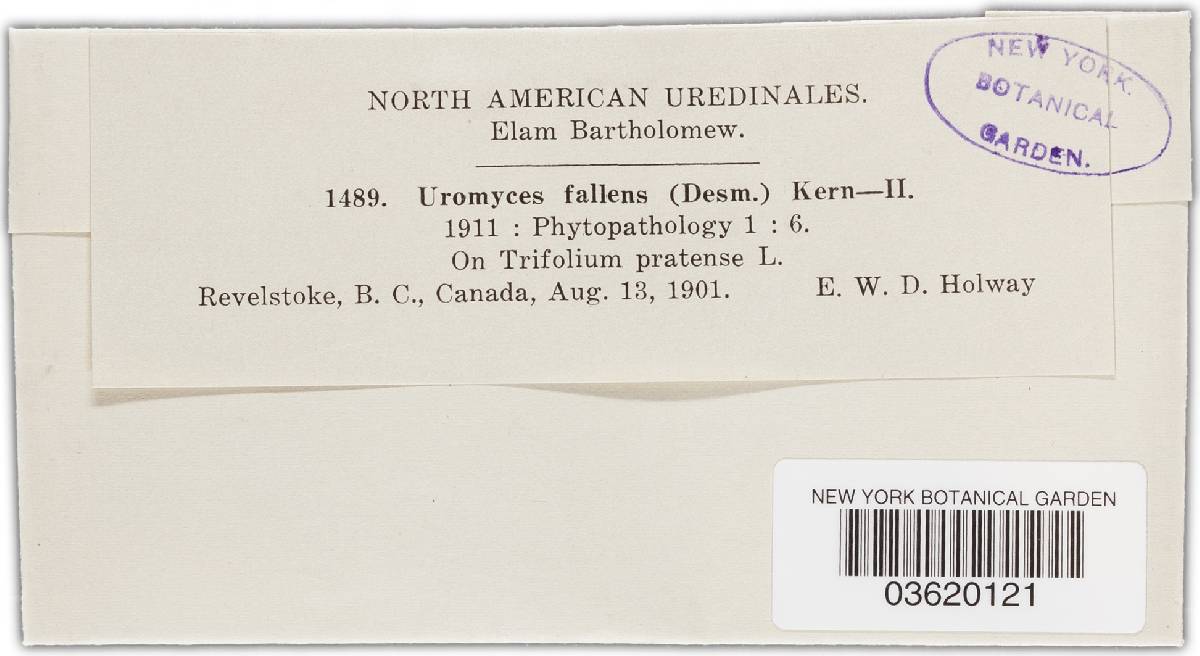 NEW YORK.
BOTANICAL
GARDEN.
NORTH AMERICAN UREDINALES.
Elam Bartholomew.
1489. Uromyces fallens (Desm.) Kern—II.
1911 : Phytopathology 1 : 6.
On Trifolium pratense L.
Revelstoke, B. C., Canada, Aug. 13, 1901. E. W. D. Holway
NEW YORK BOTANICAL GARDEN
03620121